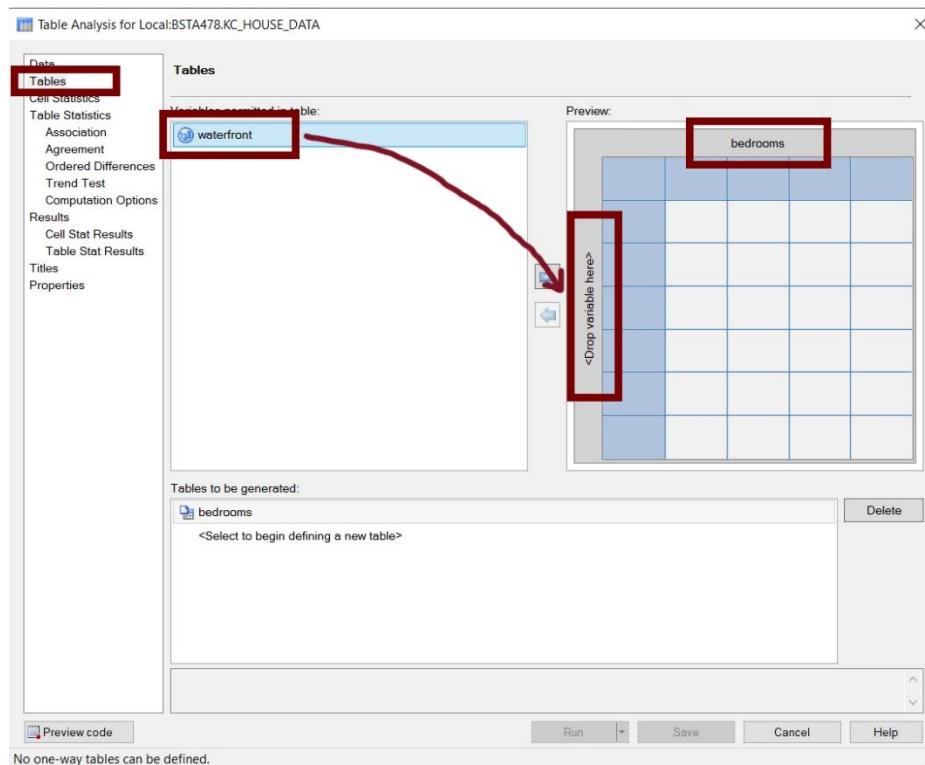 Table Analysis for Local:BSTA478.KC_HOUSE_DATA
Data
Tables
Cell Statistics
Table Statistics
Association
Agreement
Ordered Differences
Trend Test
Computation Options
Results
Cell Stat Results
Table Stat Results
Titles
Properties
Tables
Variables permitted in table:
waterfront
Preview:
bedrooms
<Drop variable here>
Tables to be generated:
bedrooms
<Select to begin defining a new table>
Delete
Preview code
Run
Save
Cancel
Help
No one-way tables can be defined.